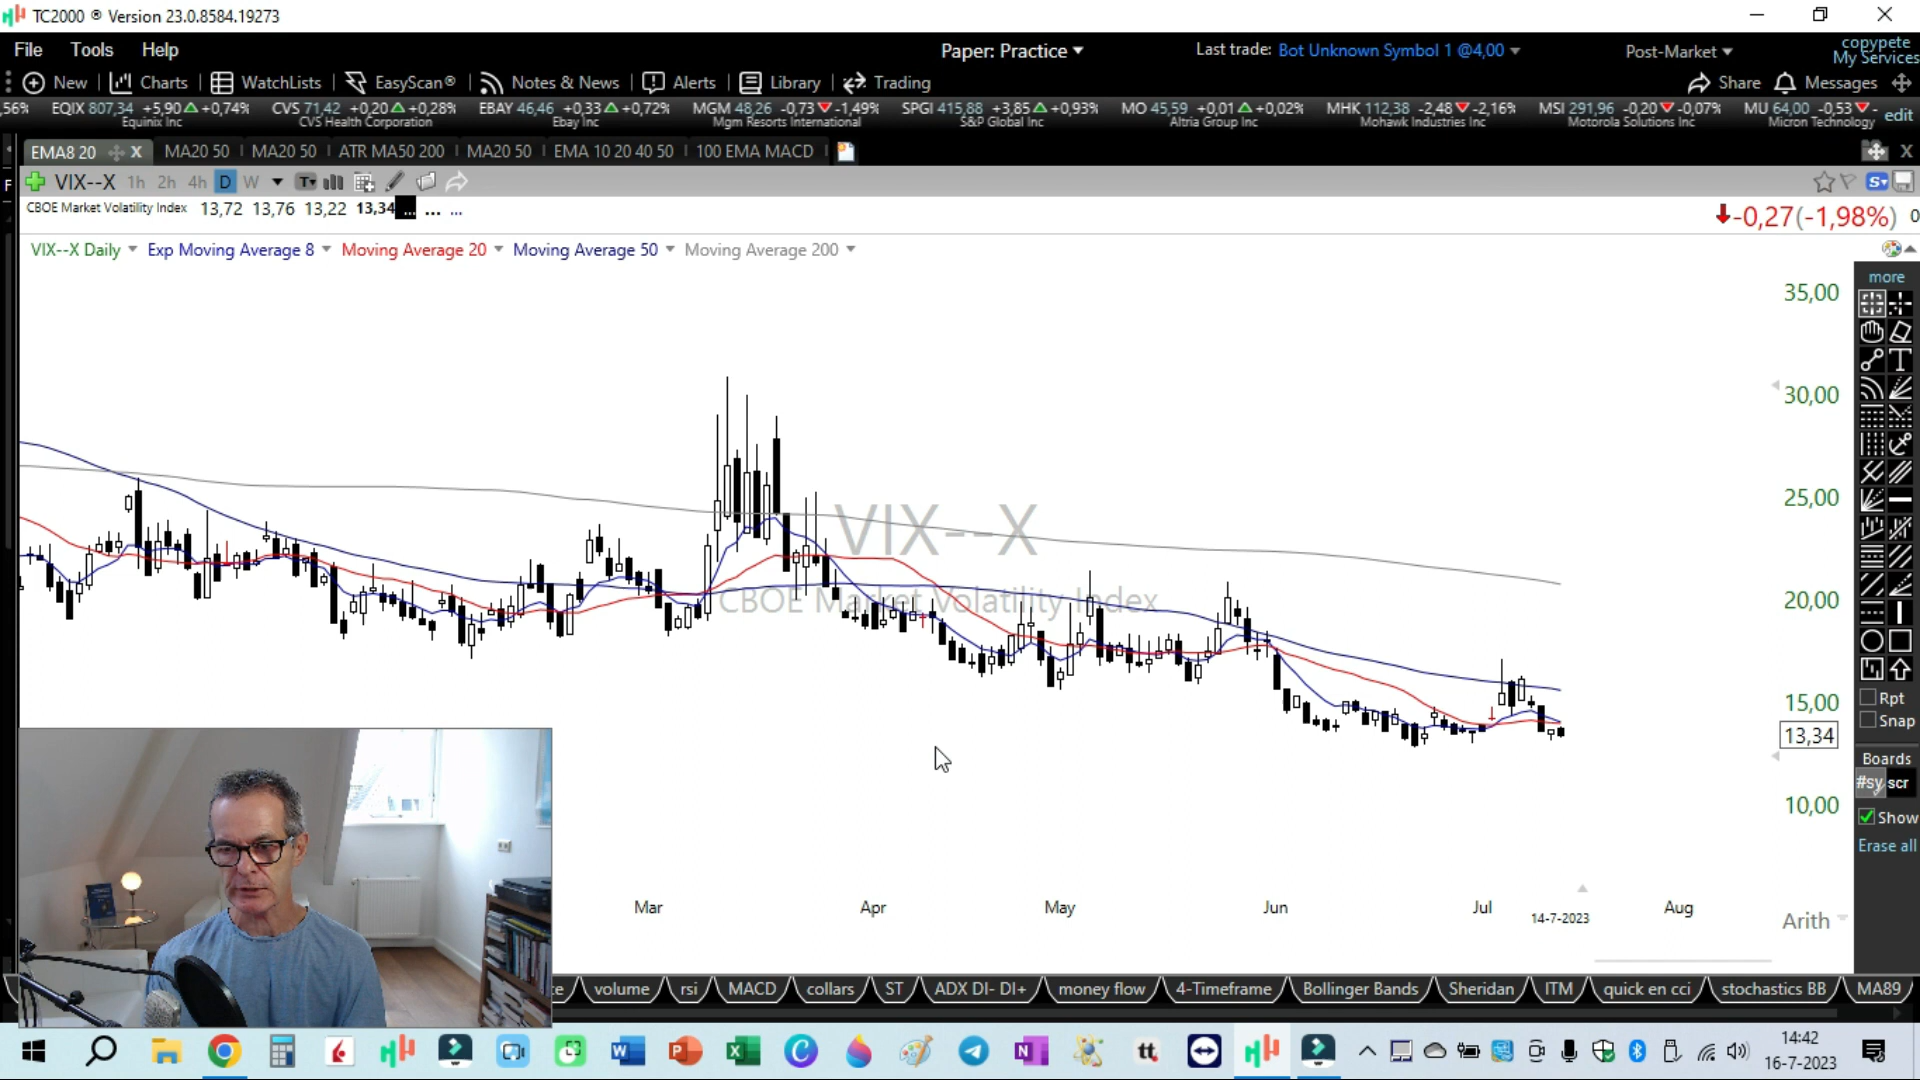 TC2000 ® Version 23.0.8584.19273
File Tools Help Paper: Practice Last trade: Bot Unknown Symbol 1 @4,00 Post-Market copypete
My Services
New Charts WatchLists EasyScan® Notes & News Alerts Library Trading Share Messages
,56% EQIX 807,34 +5,90 +0,74% CVS 71,42 +0,20 +0,28% EBAY 46,46 +0,33 +0,72% MGM 48,26 -0,73 -1,49% SPGI 415,88 +3,85 +0,93% MO 45,59 +0,01 +0,02% MHK 112,38 -2,48 -2,16% MSI 291,96 -0,20 -0,07% MU 64,00 -0,53 - edit
Equinix Inc CVS Health Corporation Ebay Inc Mgm Resorts International S&P Global Inc Altria Group Inc Mohawk Industries Inc Motorola Solutions Inc Micron Technology
EMA8 20 X MA20 50 MA20 50 ATR MA50 200 MA20 50 EMA 10 20 40 50 100 EMA MACD X
F VIX--X 1h 2h 4h D W T S
CBOE Market Volatility Index 13,72 13,76 13,22 13,34 ... ... ... -0,27(-1,98%) 0
VIX--X Daily Exp Moving Average 8 Moving Average 20 Moving Average 50 Moving Average 200
more
35,00
30,00
25,00
VIX--X
20,00
CBOE Market Volatility Index
15,00
13,34
10,00
T
Rpt
Snap
Boards
#sy scr
Show
Erase all
Mar Apr May Jun Jul 14-7-2023 Aug
Arith
ce volume rsi MACD collars ST ADX DI- DI+ money flow 4-Timeframe Bollinger Bands Sheridan ITM quick en cci stochastics BB MA89
W P X C N tt
14:42
16-7-2023